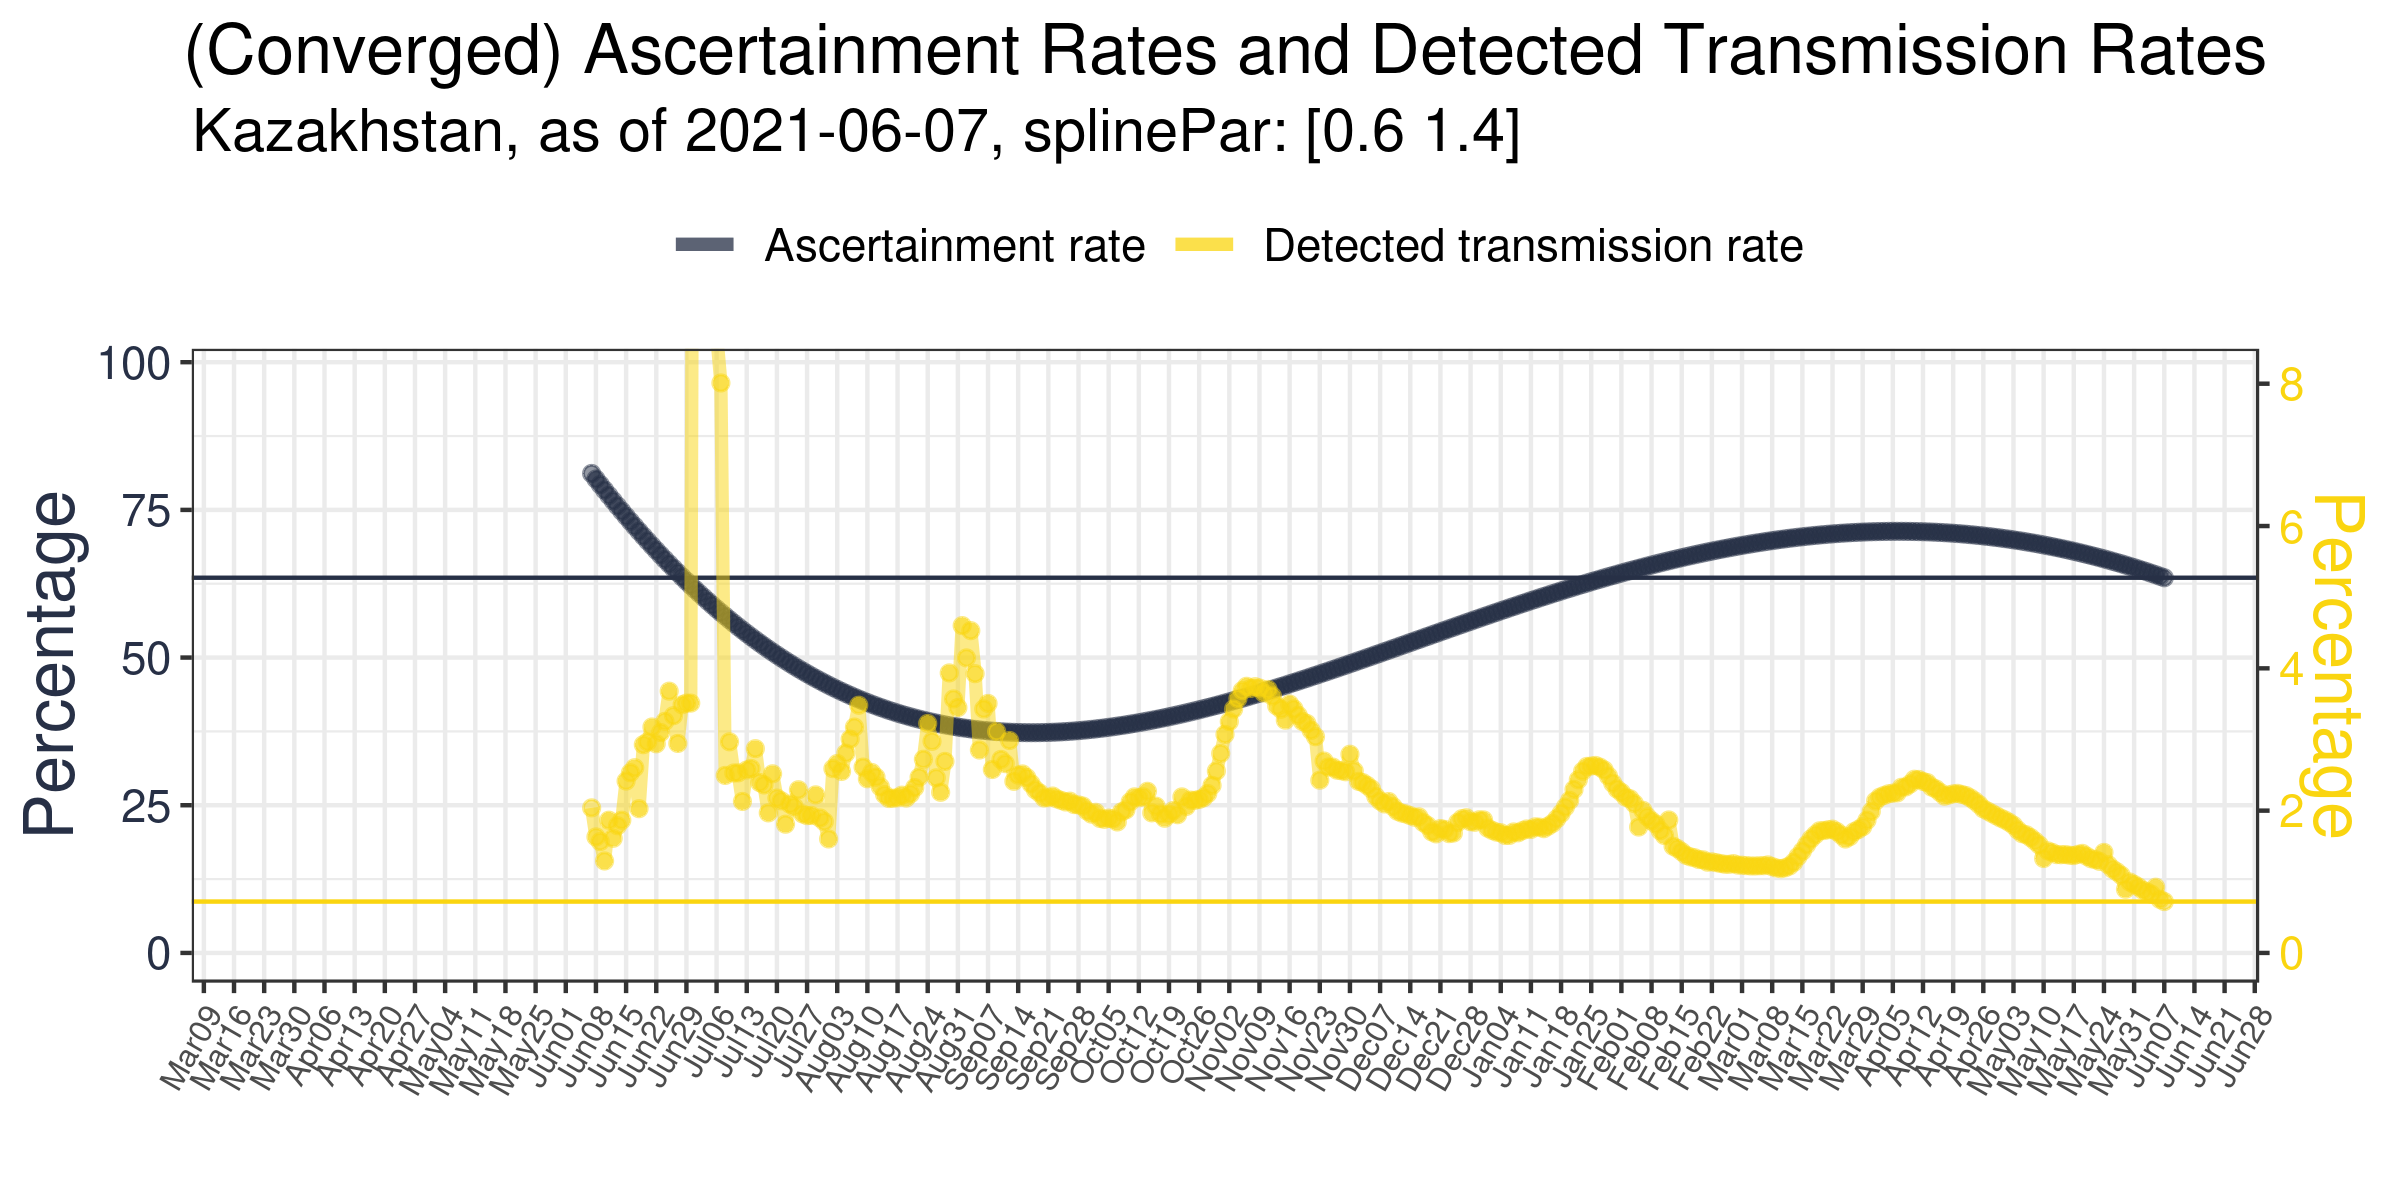 (Converged) Ascertainment Rates and Detected Transmission Rates
Kazakhstan, as of 2021-06-07, splinePar: [0.6 1.4]
Ascertainment rate
Detected transmission rate
Percentage
100
75
50
25
0
8
6
4
2
0
Percentage
Mar09
Mar16
Mar23
Mar30
Apr06
Apr13
Apr20
Apr27
May04
May11
May18
May25
Jun01
Jun08
Jun15
Jun22
Jun29
Jul06
Jul13
Jul20
Jul27
Aug03
Aug10
Aug17
Aug24
Aug31
Sep07
Sep14
Sep21
Sep28
Oct05
Oct12
Oct19
Oct26
Nov02
Nov09
Nov16
Nov23
Nov30
Dec07
Dec14
Dec21
Dec28
Jan04
Jan11
Jan18
Jan25
Feb01
Feb08
Feb15
Feb22
Mar01
Mar08
Mar15
Mar22
Mar29
Apr05
Apr12
Apr19
Apr26
May03
May10
May17
May24
May31
Jun07
Jun14
Jun21
Jun28